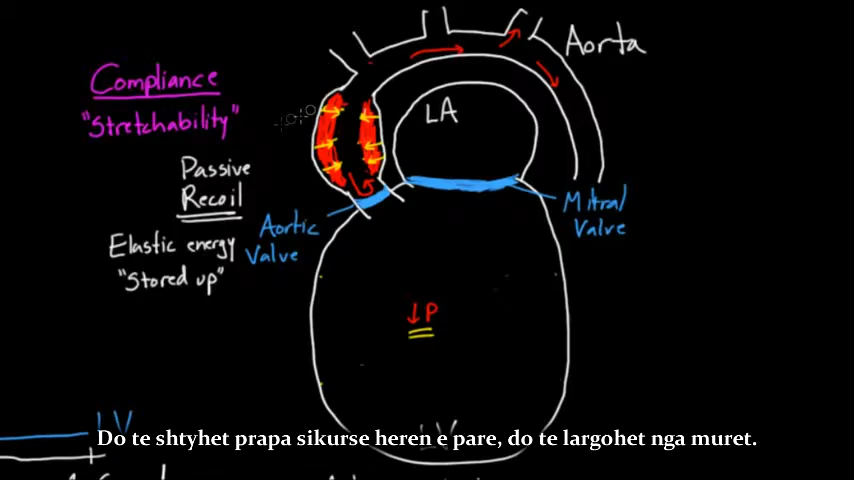 Aorta
Compliance
"Stretchability"
LA
Passive
Recoil
Mitral
Valve
Aortic
Valve
Elastic energy
"Stored up"
↓P
LV
LV
Do te shtyhet prapa sikurse heren e pare, do te largohet nga muret.